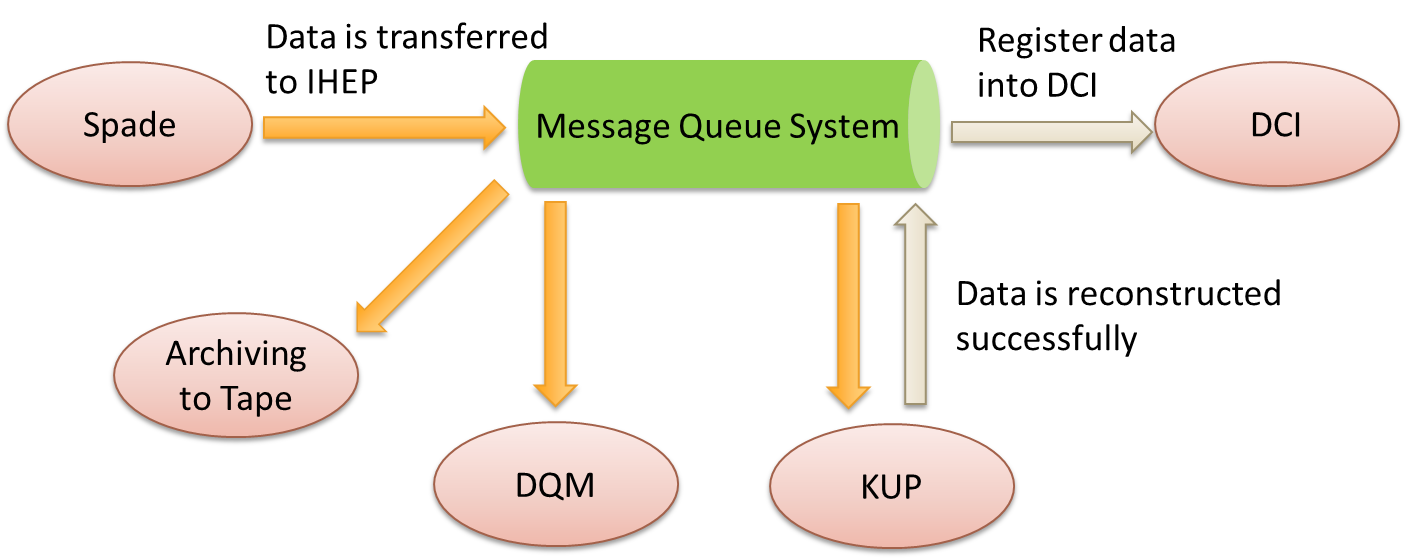 Data is transferred
to IHEP
Register data
into DCI
Spade
Message Queue System
DCI
Data is reconstructed
successfully
Archiving
to Tape
DQM
KUP